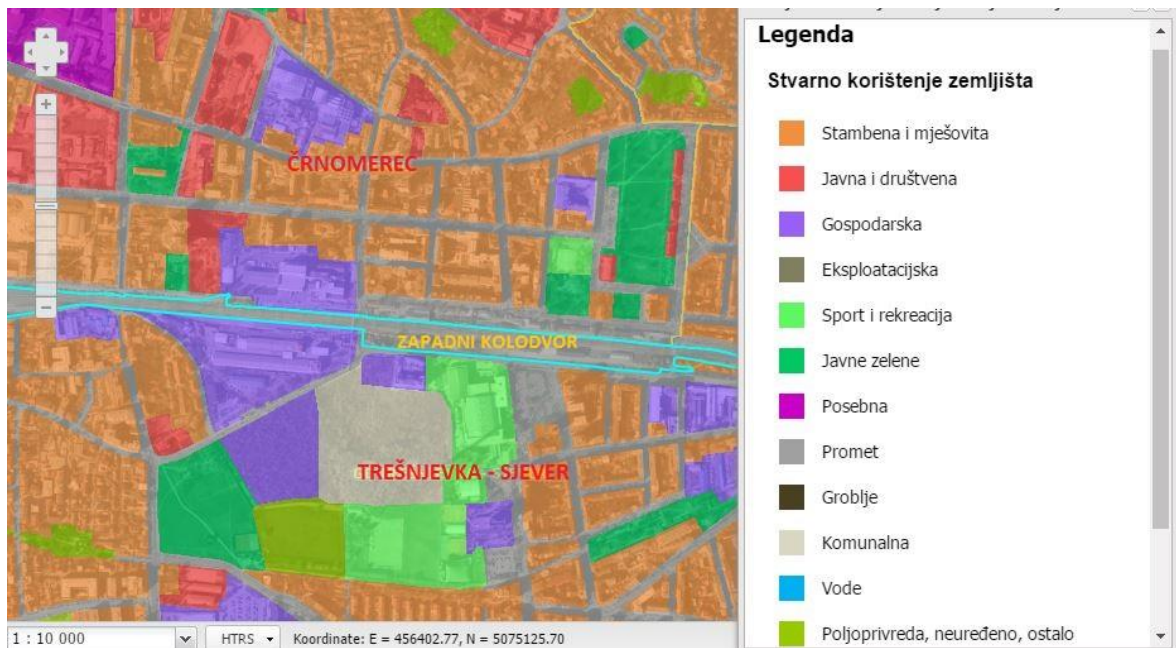 ČRNOMEREC
ZAPADNI KOLODVOR
TREŠNJEVKA - SJEVER
1 : 10 000
HTRS
Koordinate: E = 456402.77, N = 5075125.70
Legenda
Stvarno korištenje zemljišta
Stambena i mješovita
Javna i društvena
Gospodarska
Eksploatacijska
Sport i rekreacija
Javne zelene
Posebna
Promet
Groblje
Komunalna
Vode
Poljoprivreda, neuređeno, ostalo